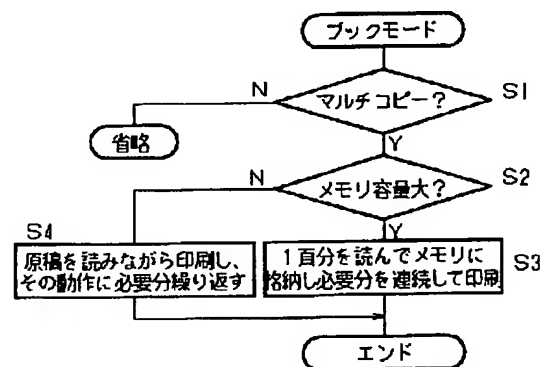 ブックモード
N
マルチコピー?
S1
省略
Y
N
メモリ容量大?
S2
S4
Y
原稿を読みながら印刷し、
その動作に必要分繰り返す
1百分を読んでメモリに
格納し必要分を連続して印刷
S3
エンド